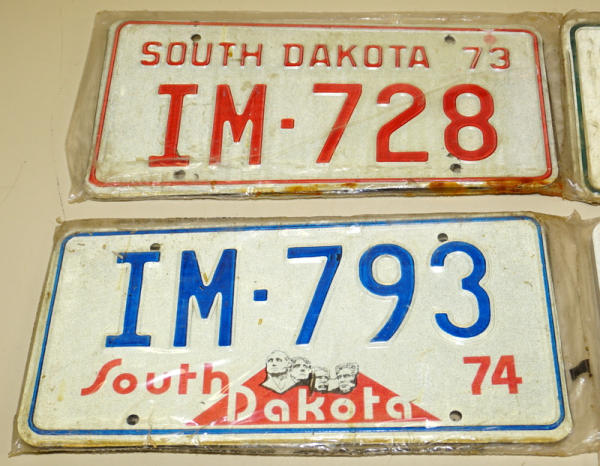 SOUTH DAKOTA 73
IM·728
IM·793
South 74
Dakota